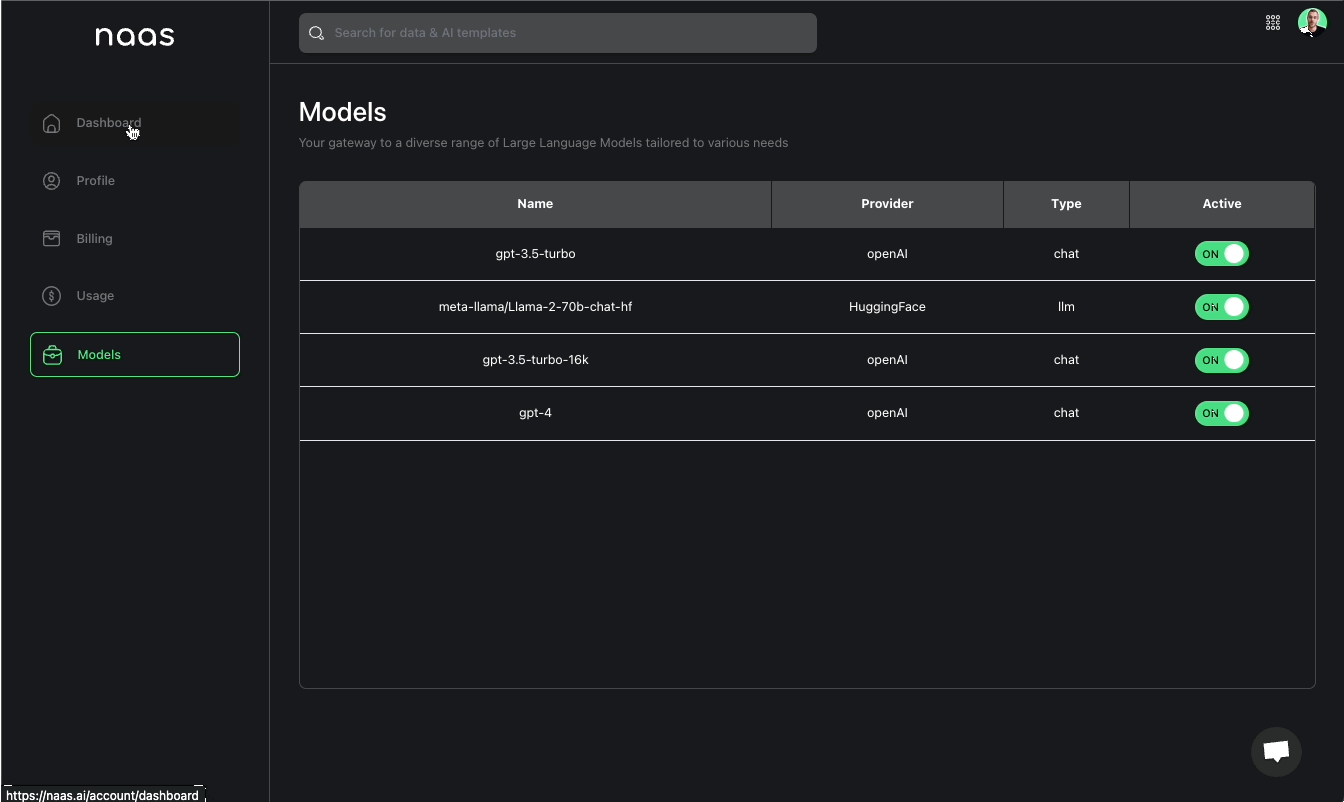 naas
Search for data & AI templates
Dashboard
Profile
Billing
Usage
Models
Models
Your gateway to a diverse range of Large Language Models tailored to various needs
Name Provider Type Active
gpt-3.5-turbo openAI chat ON
meta-llama/Llama-2-70b-chat-hf HuggingFace llm ON
gpt-3.5-turbo-16k openAI chat ON
gpt-4 openAI chat ON
https://naas.ai/account/dashboard